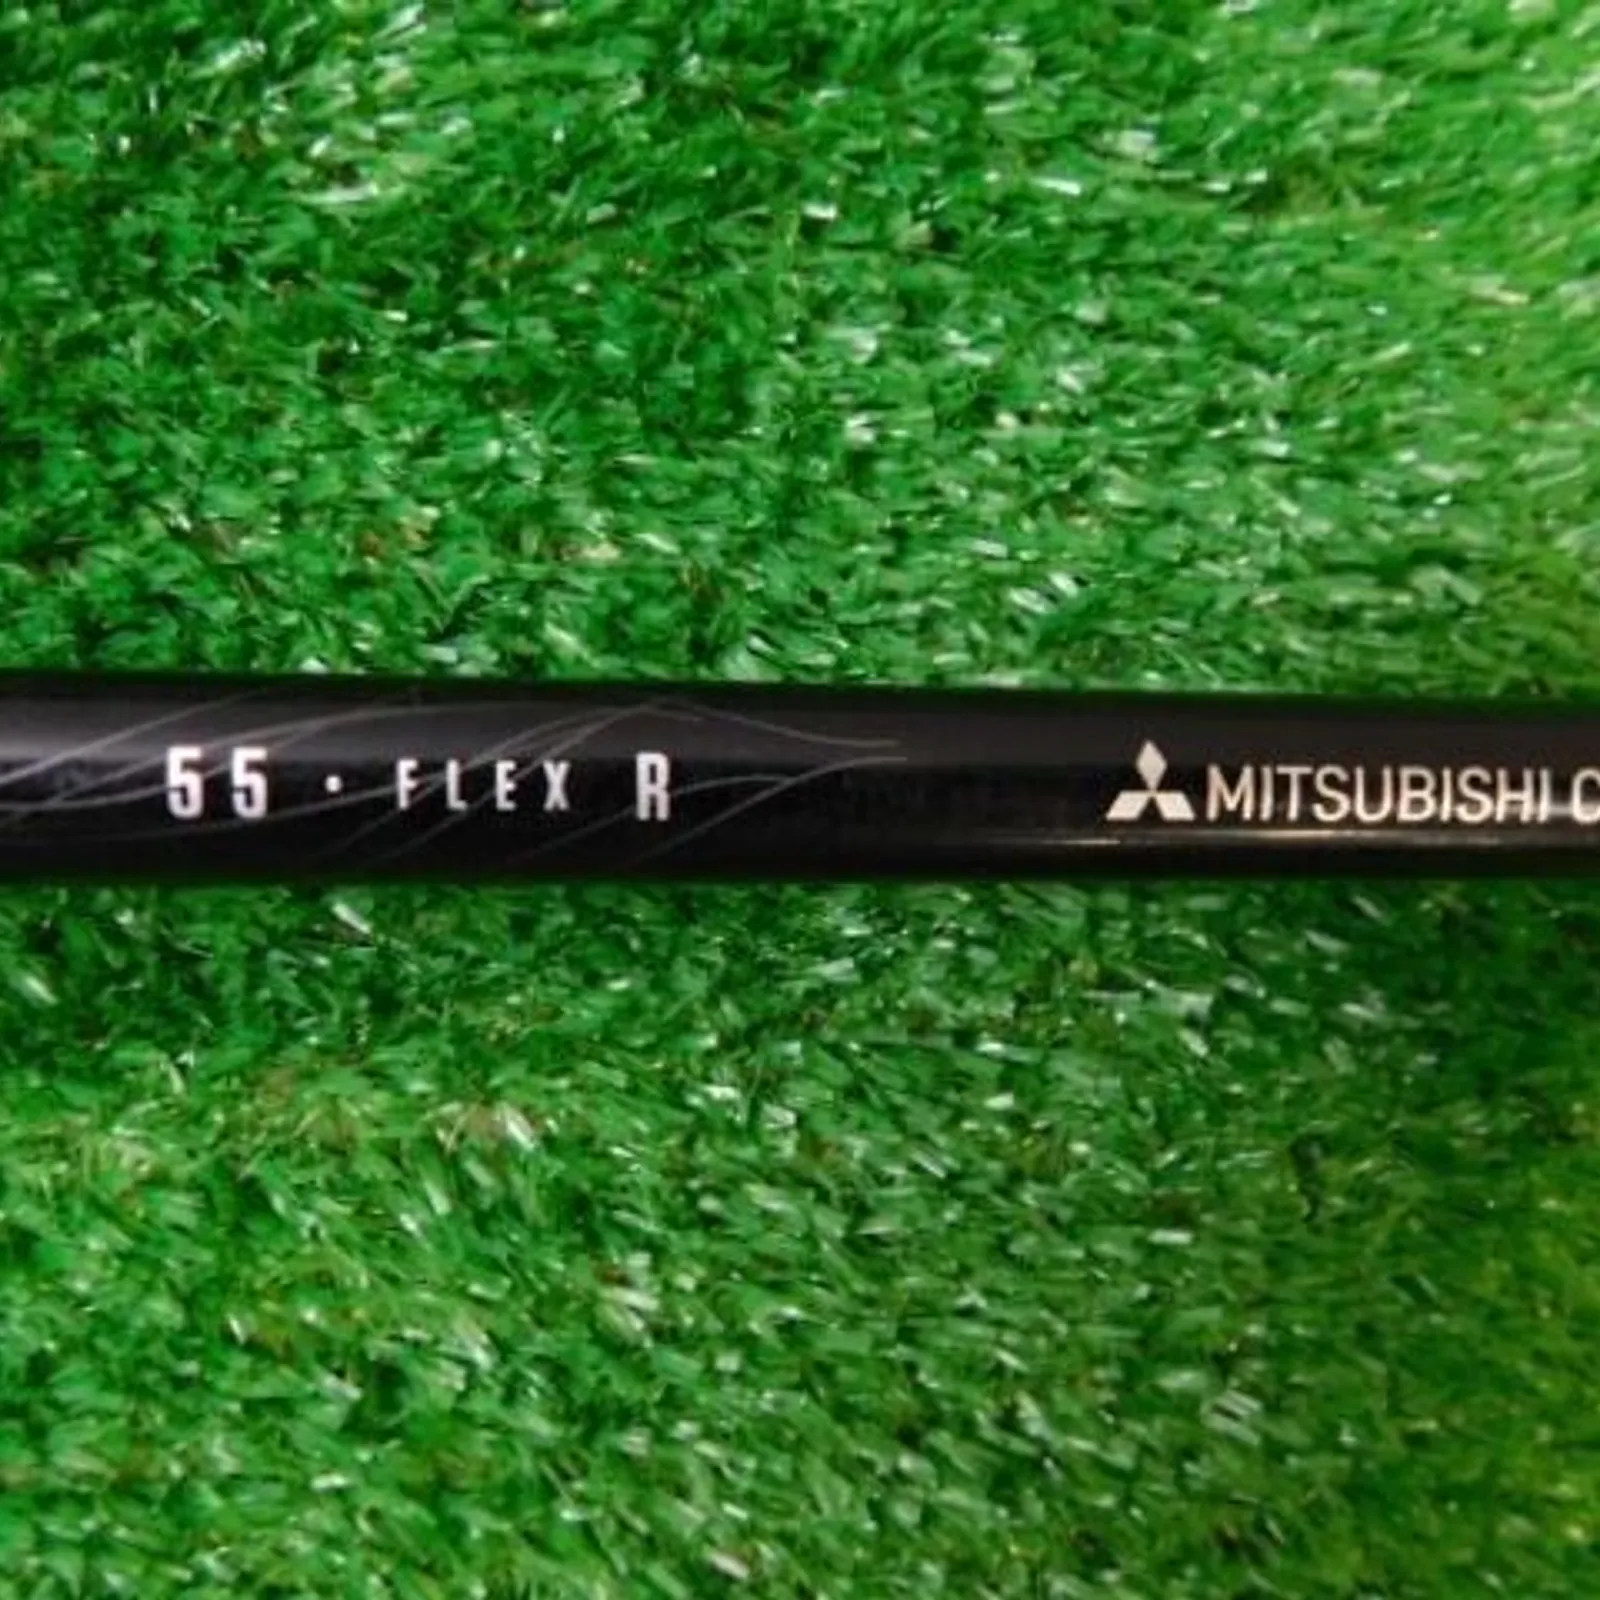 55 · FLEX R MITSUBISHI C